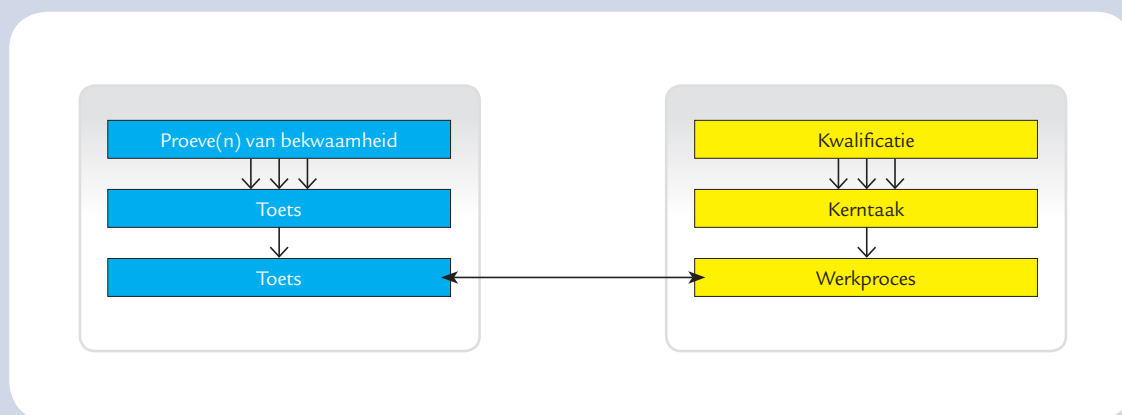 Proeve(n) van bekwaamheid
Toets
Toets
Kwalificatie
Kerntaak
Werkproces